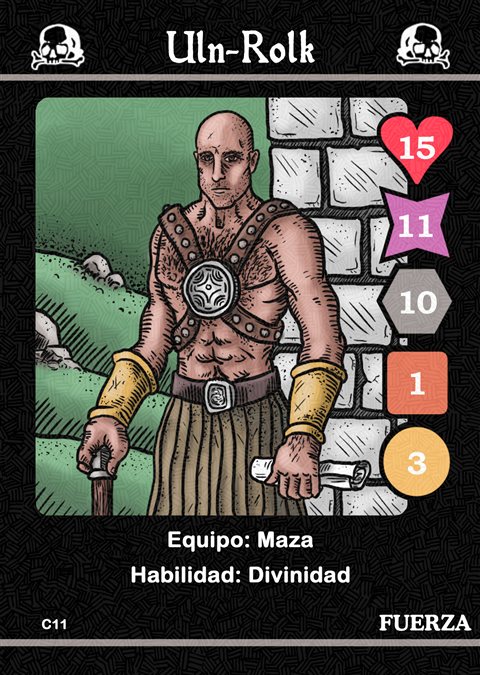 Uln-Rolk
15
11
10
1
3
Equipo: Maza
Habilidad: Divinidad
C11
FUERZA